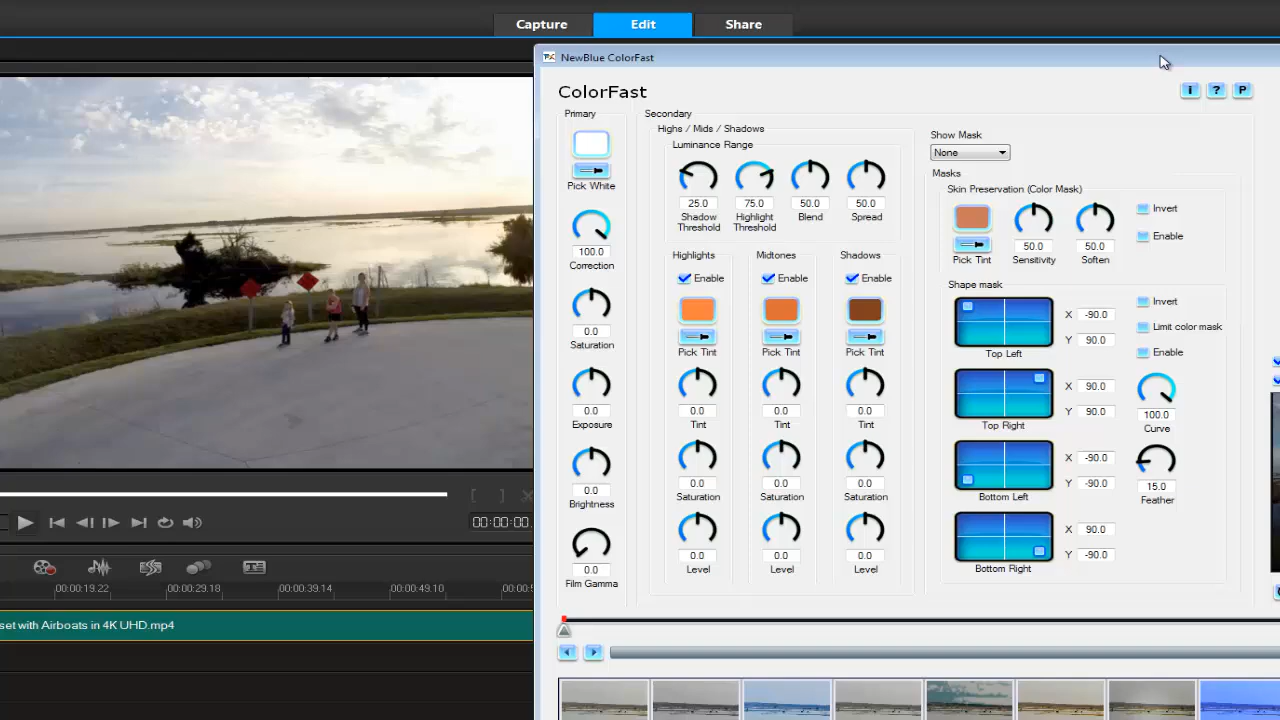 Capture
Edit
Share
NewBlue ColorFast
ColorFast
i
?
P
Primary
Pick White
100.0
Correction
0.0
Saturation
0.0
Exposure
0.0
Brightness
0.0
Film Gamma
Secondary
Highs / Mids / Shadows
Luminance Range
25.0
Shadow
Threshold
75.0
Highlight
Threshold
50.0
Blend
50.0
Spread
Highlights
Enable
Pick Tint
0.0
Tint
0.0
Saturation
0.0
Level
Midtones
Enable
Pick Tint
0.0
Tint
0.0
Saturation
0.0
Level
Shadows
Enable
Pick Tint
0.0
Tint
0.0
Saturation
0.0
Level
Show Mask
None
Masks
Skin Preservation (Color Mask)
Pick Tint
50.0
Sensitivity
50.0
Soften
Invert
Enable
Shape mask
Top Left
X -90.0
Y 90.0
Top Right
X 90.0
Y 90.0
Bottom Left
X -90.0
Y -90.0
Bottom Right
X 90.0
Y -90.0
Invert
Limit color mask
Enable
100.0
Curve
15.0
Feather
00:00:00
00:00:19.22
00:00:29.18
00:00:39.14
00:00:49.10
set with Airboats in 4K UHD.mp4